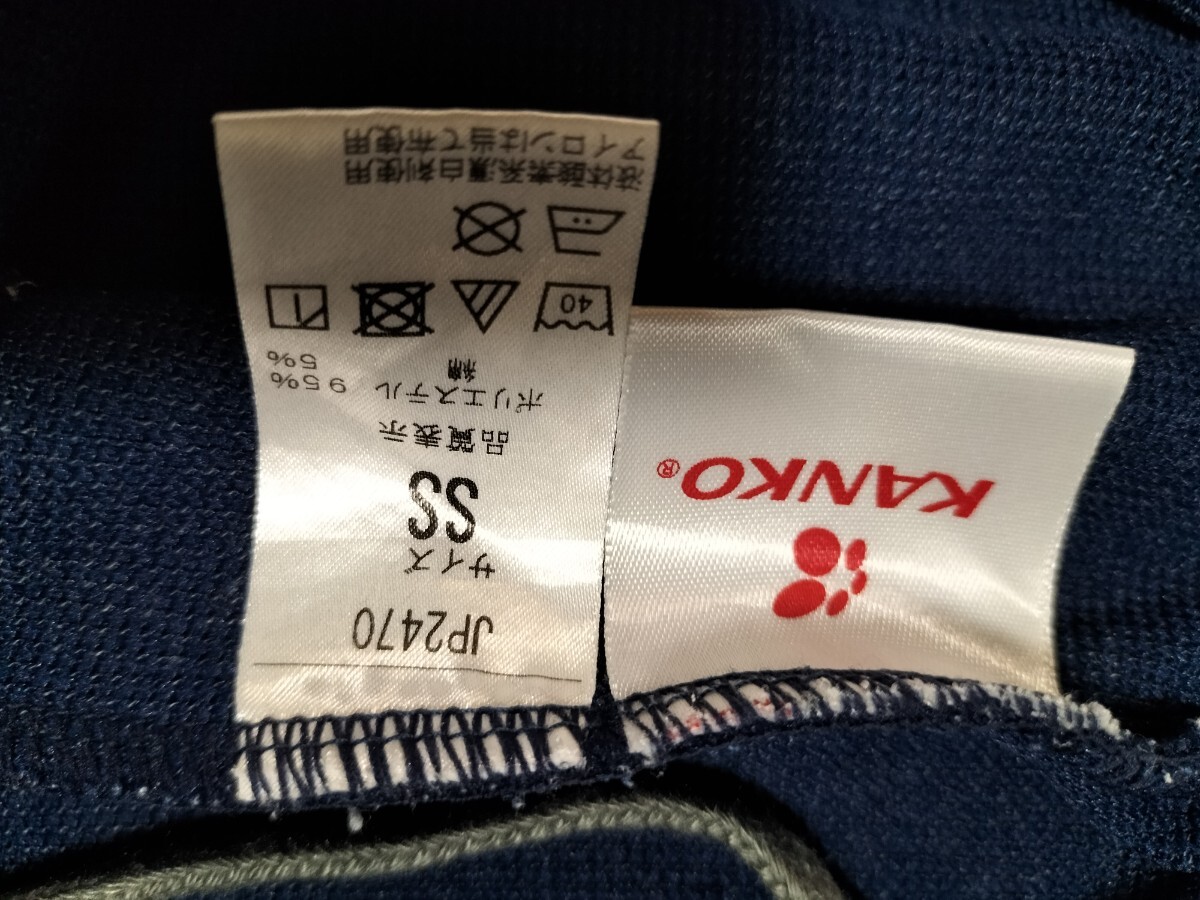 JP2470
サイズ
SS
品質表示
ポリエステル 95%
綿 5%
40
液体酸素系漂白剤使用
アイロンは当て布使用
KANKO®